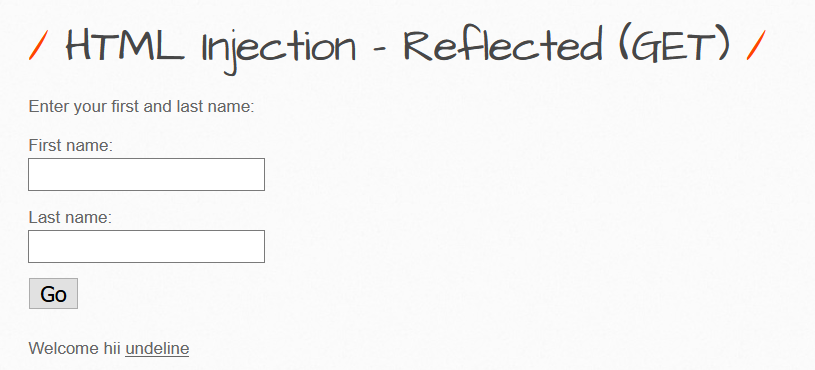 / HTML Injection - Reflected (GET) /
Enter your first and last name:
First name:
Last name:
Go
Welcome hii undeline